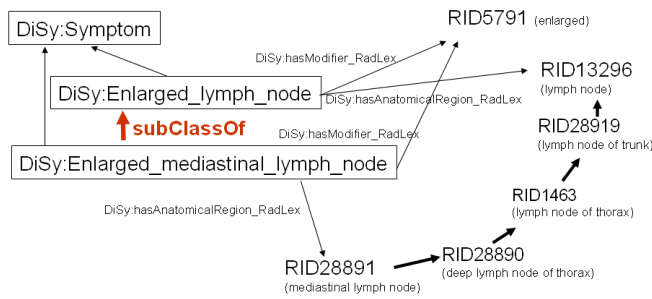 DiSy:Symptom
RID5791 (enlarged)
DiSy:hasModifier_RadLex
RID13296
(lymph node)
DiSy:Enlarged_lymph_node
DiSy:hasAnatomicalRegion_RadLex
subClassOf
DiSy:hasModifier_RadLex
RID28919
(lymph node of trunk)
DiSy:Enlarged_mediastinal_lymph_node
RID1463
(lymph node of thorax)
DiSy:hasAnatomicalRegion_RadLex
RID28890
(deep lymph node of thorax)
RID28891
(mediastinal lymph node)